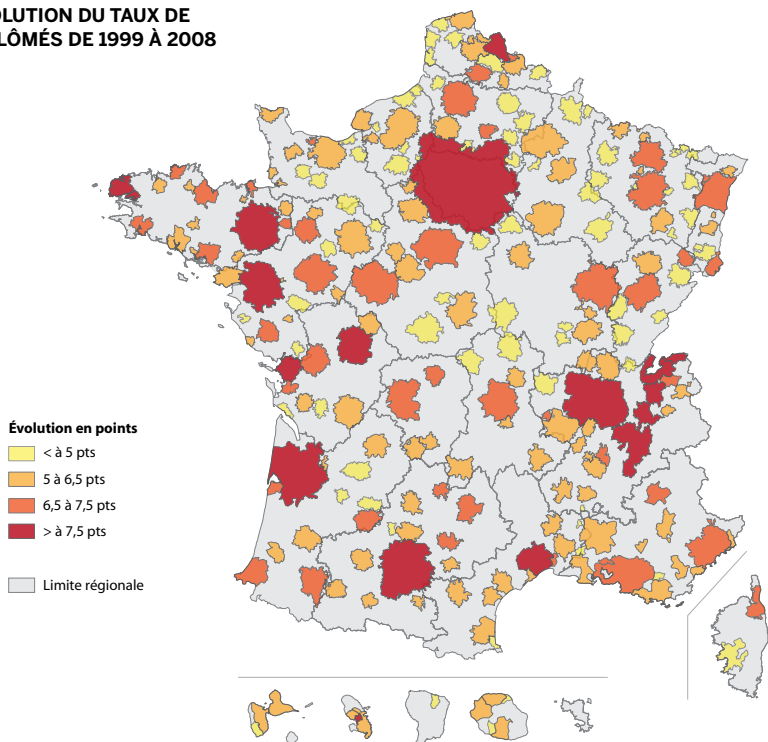 OLUTION DU TAUX DE
LÔMÉS DE 1999 À 2008
Évolution en points
< à 5 pts
5 à 6,5 pts
6,5 à 7,5 pts
> à 7,5 pts
Limite régionale